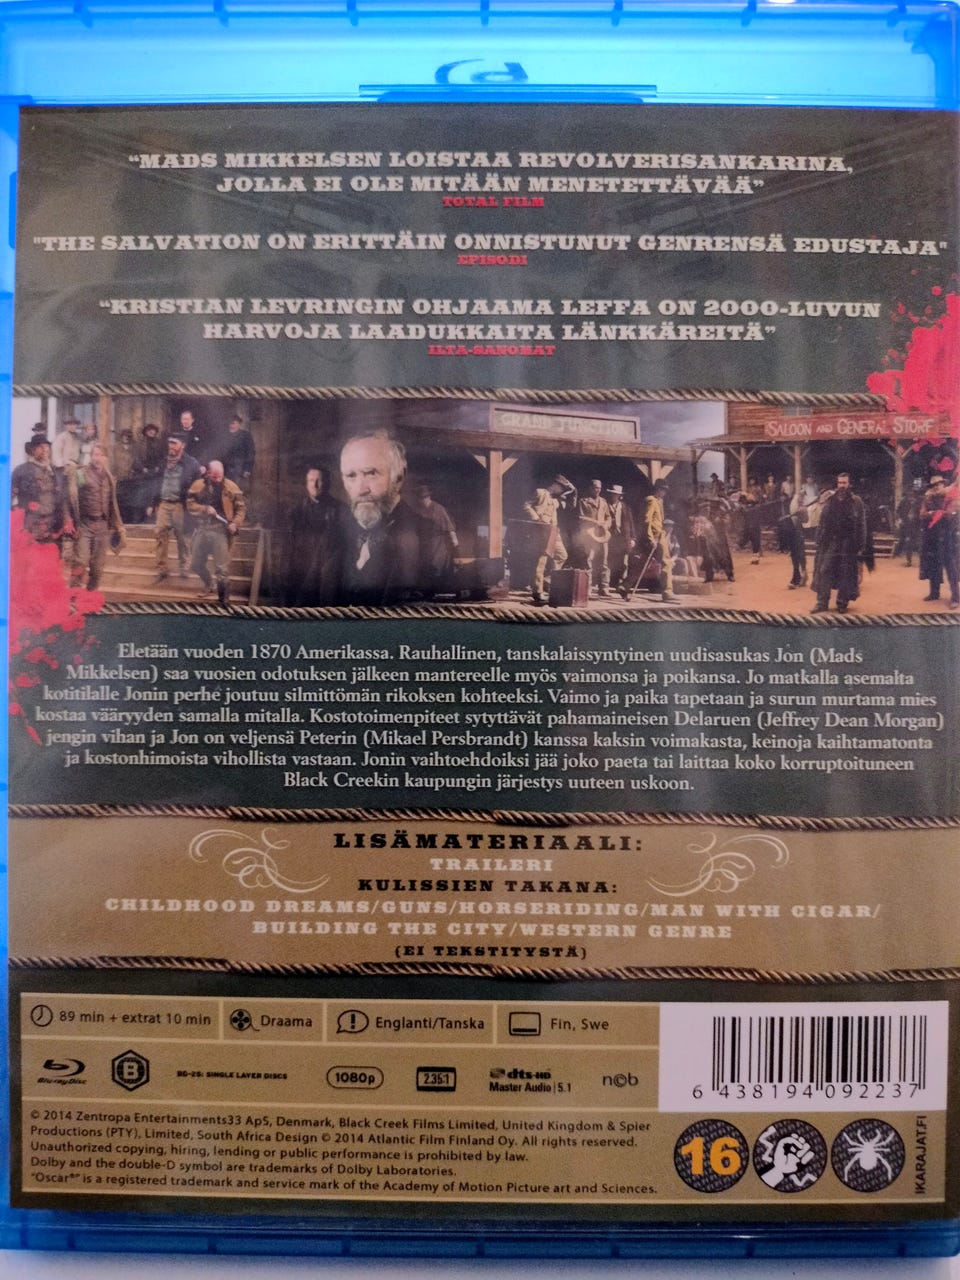 “MADS MIKKELSEN LOISTAA REVOLVERISANKARINA,
JOLLA EI OLE MITÄÄN MENETETTÄVÄÄ”
TOTAL FILM
"THE SALVATION ON ERITTÄIN ONNISTUNUT GENRENSÄ EDUSTAJA"
EPISODI
“KRISTIAN LEVRINGIN OHJAAMA LEFFA ON 2000-LUVUN
HARVOJA LAADUKKAITA LÄNKKÄREITÄ”
ILTA-SANOMAT
GRAND JUNCTION
SALOON AND GENERAL STORE
Eletään vuoden 1870 Amerikassa. Rauhallinen, tanskalaissyntyinen uudisasukas Jon (Mads
Mikkelsen) saa vuosien odotuksen jälkeen mantereelle myös vaimonsa ja poikansa. Jo matkalla asemalta
kotitilalle Jonin perhe joutuu silmittömän rikoksen kohteeksi. Vaimo ja paika tapetaan ja surun murtama mies
kostaa vääryyden samalla mitalla. Kostotoimenpiteet sytyttävät pahamaineisen Delaruen (Jeffrey Dean Morgan)
jengin vihan ja Jon on veljensä Peterin (Mikael Persbrandt) kanssa kaksin voimakasta, keinoja kaihtamatonta
ja kostonhimoista vihollista vastaan. Jonin vaihtoehdoiksi jää joko paeta tai laittaa koko korruptoituneen
Black Creekin kaupungin järjestys uuteen uskoon.
LISÄMATERIAALI:
TRAILERI
KULISSIEN TAKANA:
CHILDHOOD DREAMS/GUNS/HORSERIDING/MAN WITH CIGAR/
BUILDING THE CITY/WESTERN GENRE
(EI TEKSTITYSTÄ)
89 min + extrat 10 min Draama Englanti/Tanska Fin, Swe
Blu-ray Disc B BG-25: SINGLE LAYER DISCS 1080p 2.35:1 dts-HD Master Audio 5.1 ncb
6 438194 092237
© 2014 Zentropa Entertainments33 ApS, Denmark, Black Creek Films Limited, United Kingdom & Spier
Productions (PTY), Limited, South Africa Design © 2014 Atlantic Film Finland Oy. All rights reserved.
Unauthorized copying, hiring, lending or public performance is prohibited by law.
Dolby and the double-D symbol are trademarks of Dolby Laboratories.
"Oscar®" is a registered trademark and service mark of the Academy of Motion Picture art and Sciences.
16
IKARAJAT.FI